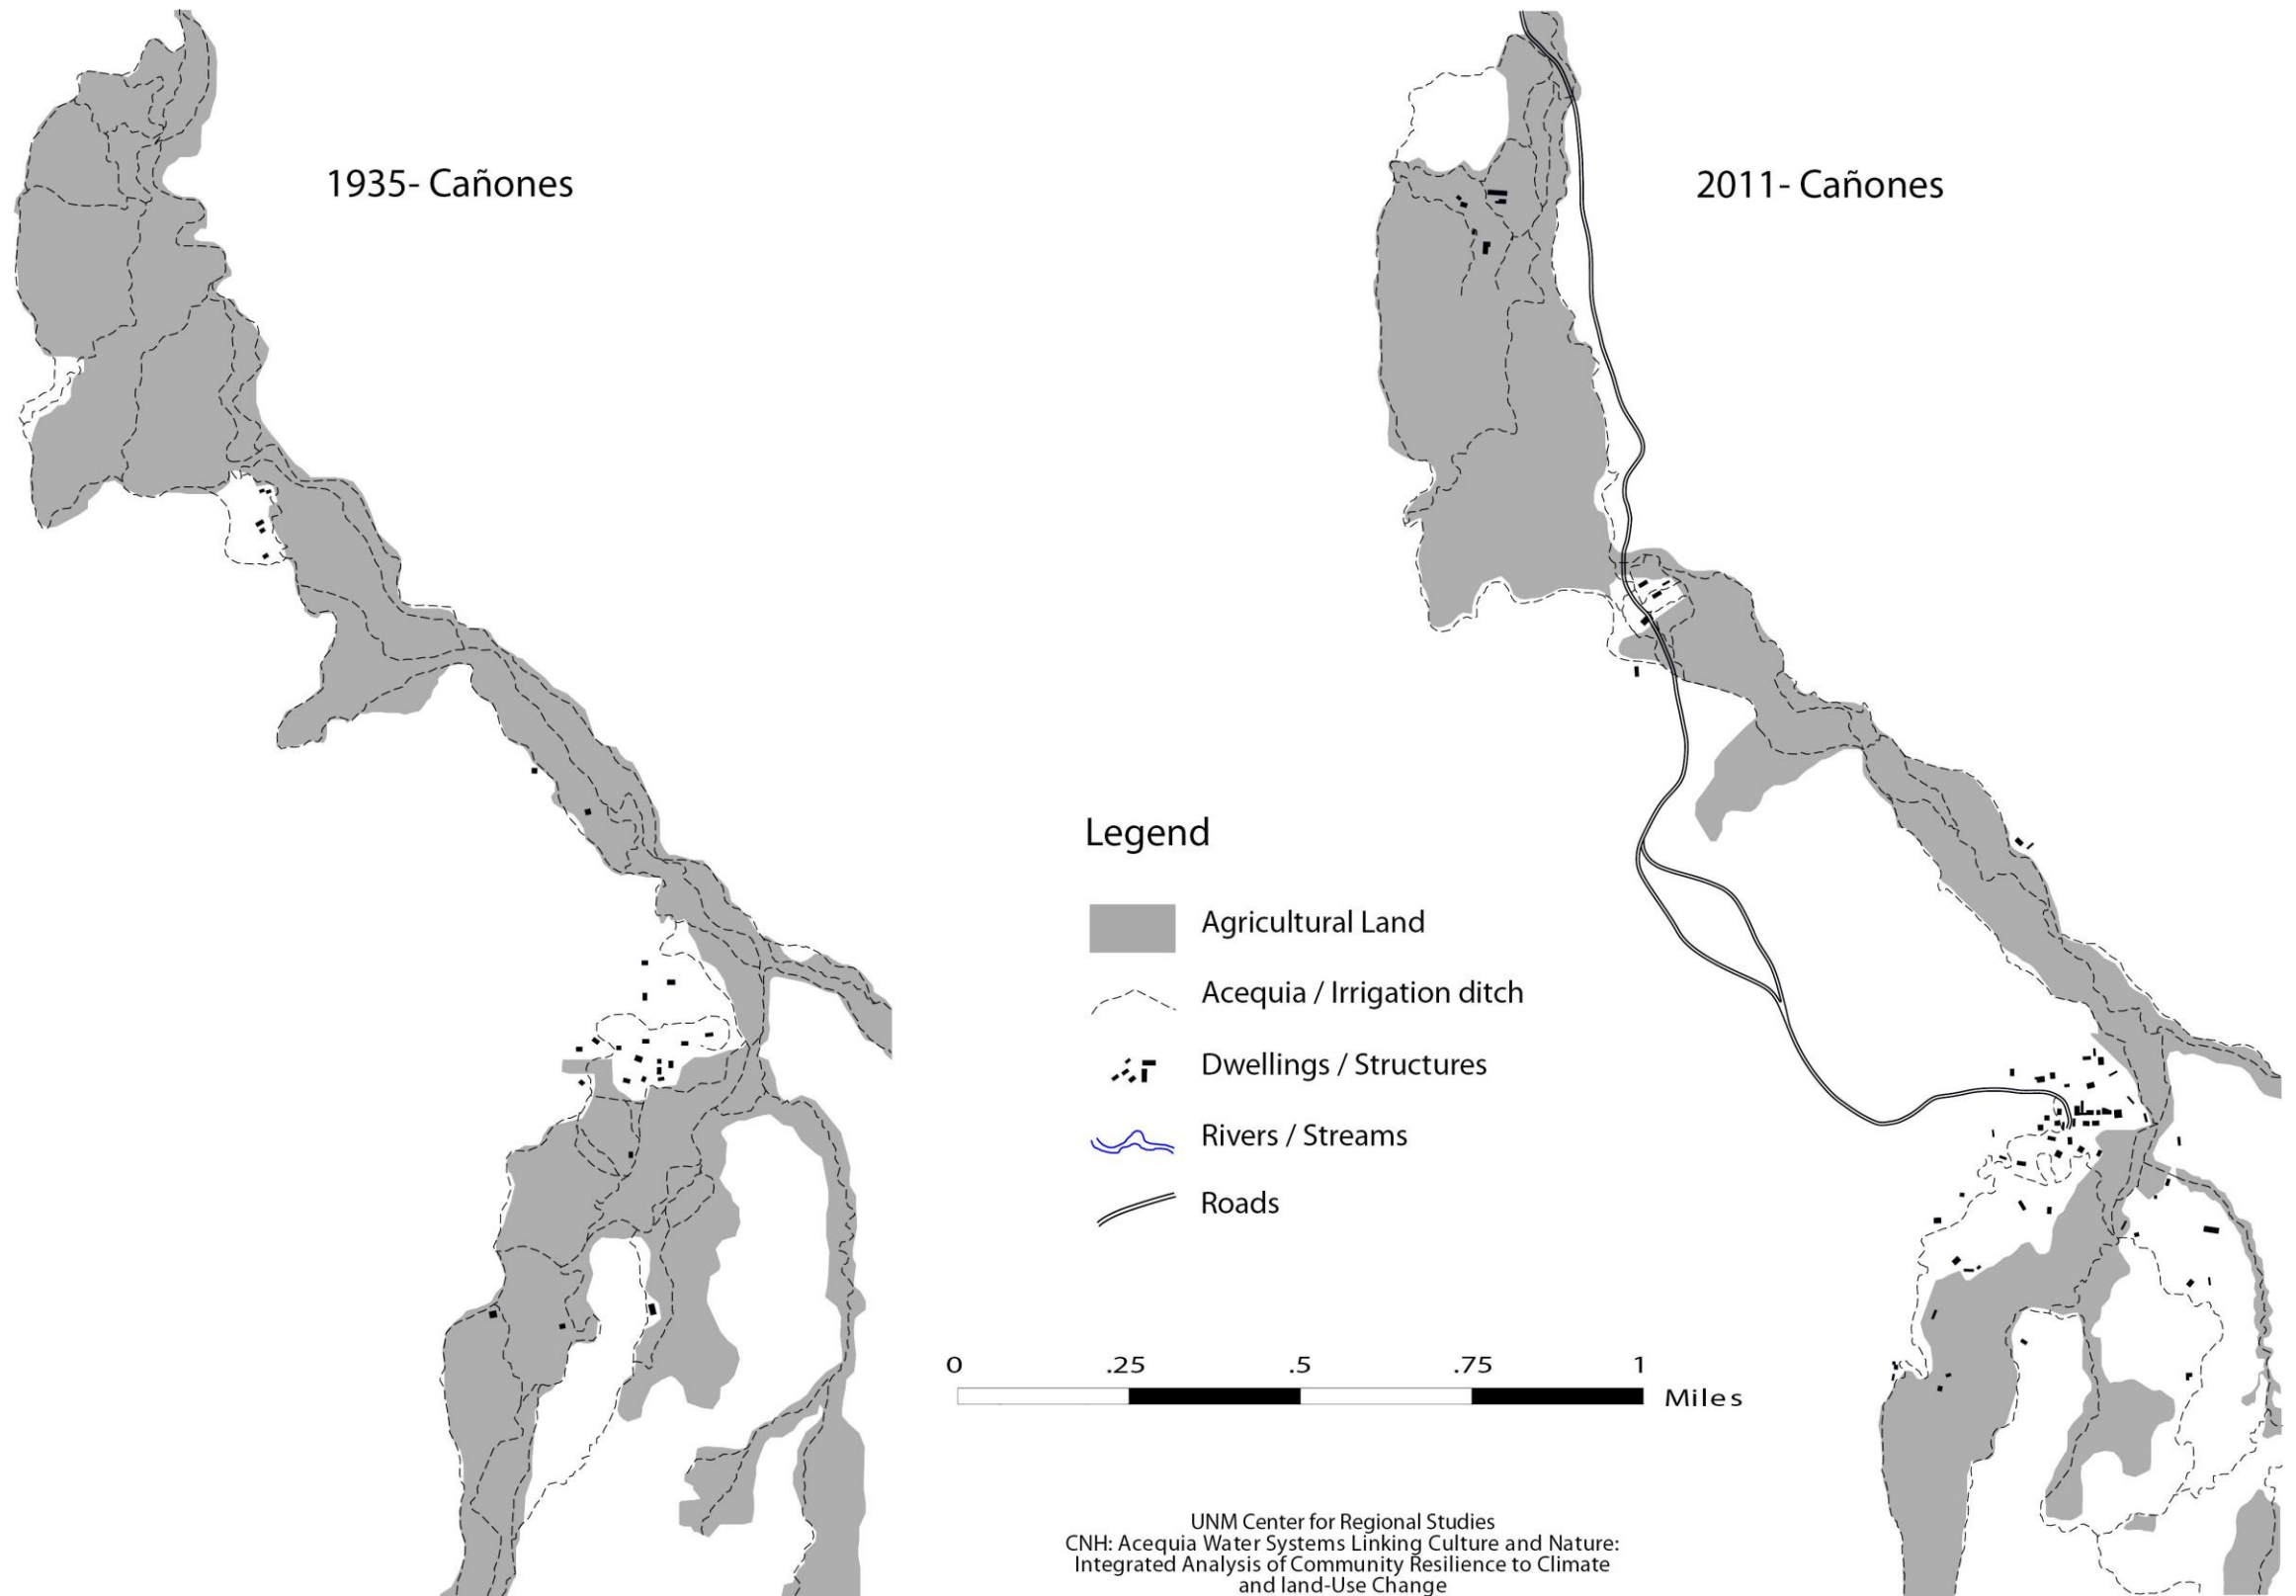 1935- Cañones
2011- Cañones
Legend
Agricultural Land
Acequia / Irrigation ditch
Dwellings / Structures
Rivers / Streams
Roads
0 .25 .5 .75 1
Miles
UNM Center for Regional Studies
CNH: Acequia Water Systems Linking Culture and Nature:
Integrated Analysis of Community Resilience to Climate
and land-Use Change